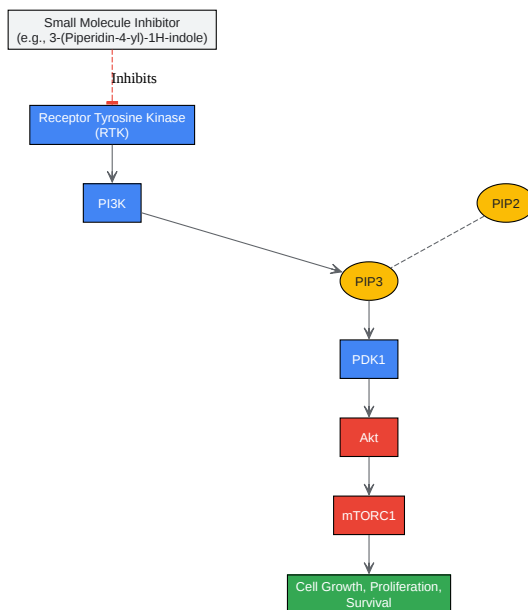 Small Molecule Inhibitor
(e.g., 3-(Piperidin-4-yl)-1H-indole)
Inhibits
Receptor Tyrosine Kinase
(RTK)
PI3K
PIP2
PIP3
PDK1
Akt
mTORC1
Cell Growth, Proliferation,
Survival